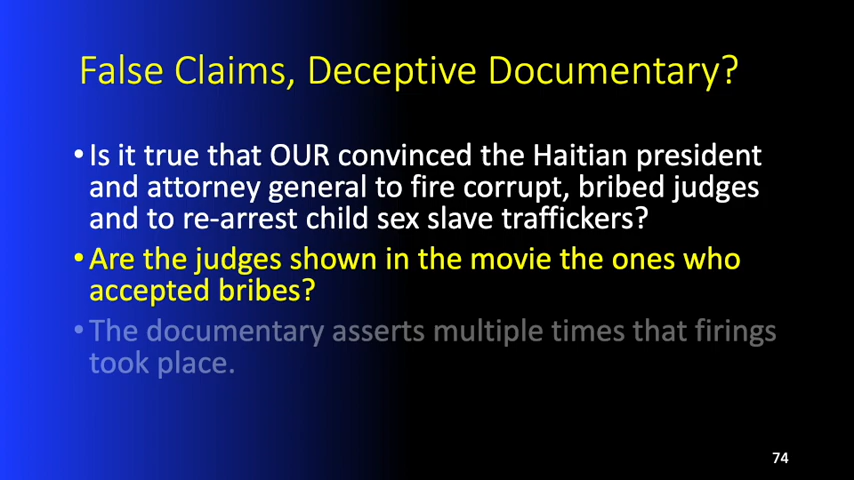 False Claims, Deceptive Documentary?
• Is it true that OUR convinced the Haitian president
and attorney general to fire corrupt, bribed judges
and to re-arrest child sex slave traffickers?
• Are the judges shown in the movie the ones who
accepted bribes?
• The documentary asserts multiple times that firings
took place.
74